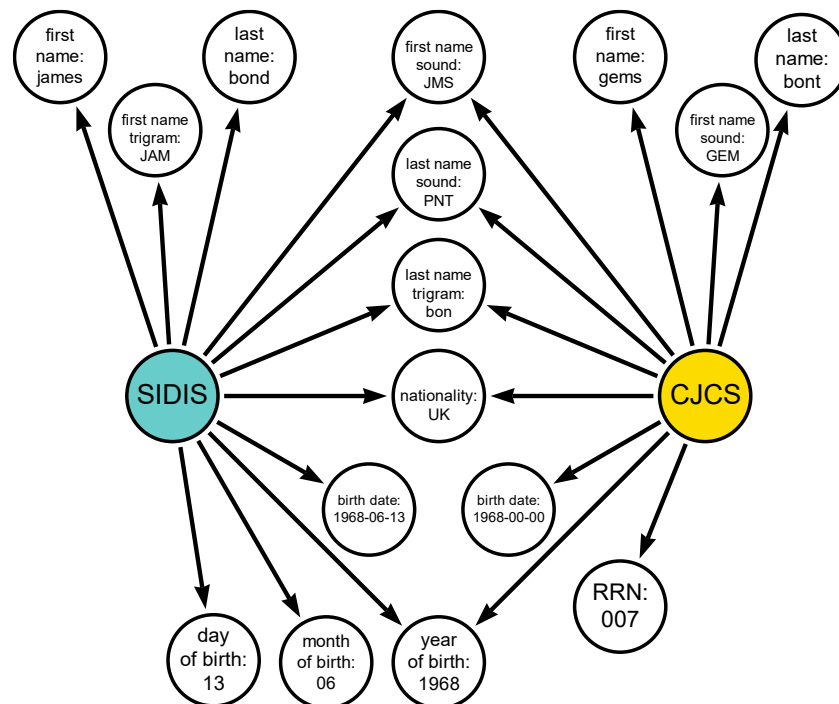 first
name:
james
last
name:
bond
first name
sound:
JMS
first
name:
gems
last
name:
bont
first name
trigram:
JAM
first name
sound:
GEM
last name
sound:
PNT
last name
trigram:
bon
SIDIS
nationality:
UK
CJCS
birth date:
1968-06-13
birth date:
1968-00-00
RRN:
007
day
of birth:
13
month
of birth:
06
year
of birth:
1968